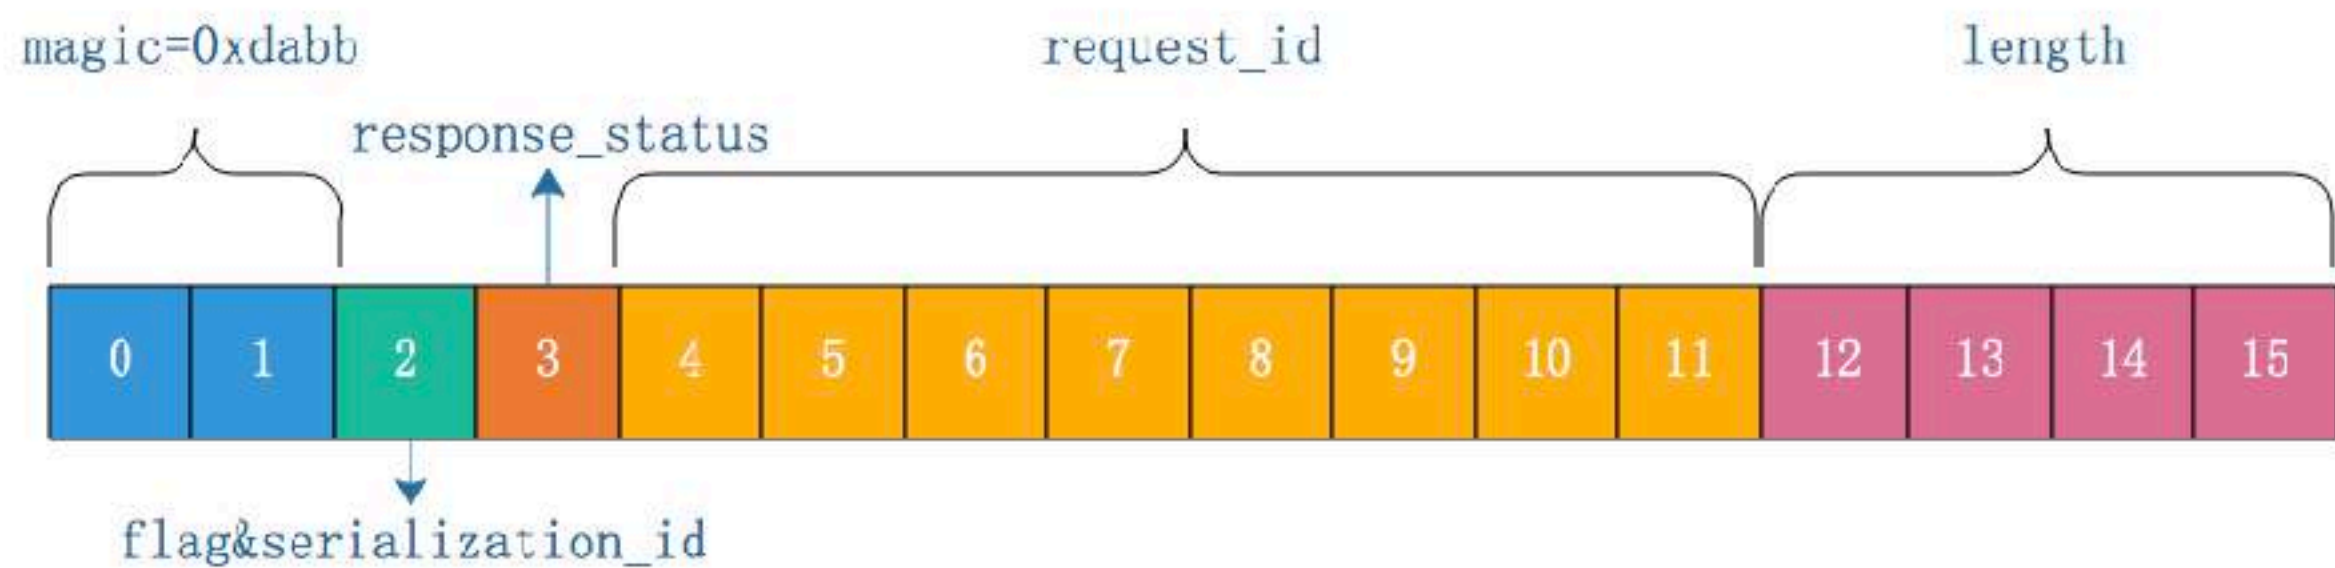 magic=0xdabb request_id length
response_status
0 1 2 3 4 5 6 7 8 9 10 11 12 13 14 15
flag&serialization_id